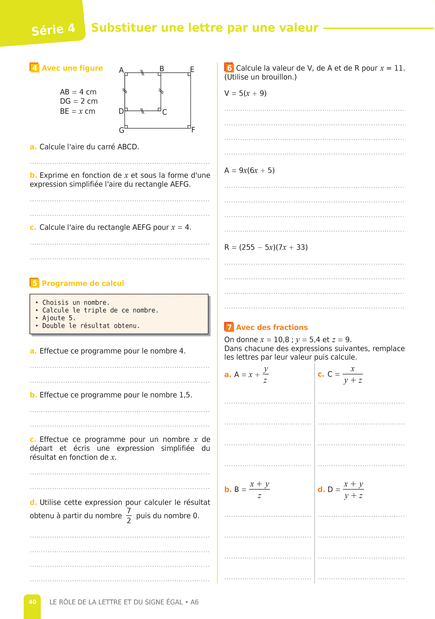 Série 4 Substituer une lettre par une valeur
4 Avec une figure
AB = 4 cm
DG = 2 cm
BE = x cm
A B E
D C
G F
a. Calcule l'aire du carré ABCD.
b. Exprime en fonction de x et sous la forme d'une
expression simplifiée l'aire du rectangle AEFG.
c. Calcule l'aire du rectangle AEFG pour x = 4.
5 Programme de calcul
• Choisis un nombre.
• Calcule le triple de ce nombre.
• Ajoute 5.
• Double le résultat obtenu.
a. Effectue ce programme pour le nombre 4.
b. Effectue ce programme pour le nombre 1,5.
c. Effectue ce programme pour un nombre x de
départ et écris une expression simplifiée du
résultat en fonction de x.
d. Utilise cette expression pour calculer le résultat
obtenu à partir du nombre 7/2 puis du nombre 0.
6 Calcule la valeur de V, de A et de R pour x = 11.
(Utilise un brouillon.)
V = 5(x + 9)
A = 9x(6x + 5)
R = (255 − 5x)(7x + 33)
7 Avec des fractions
On donne x = 10,8 ; y = 5,4 et z = 9.
Dans chacune des expressions suivantes, remplace
les lettres par leur valeur puis calcule.
a. A = x + y/z
c. C = x/(y + z)
b. B = (x + y)/z
d. D = (x + y)/(y + z)
40 LE RÔLE DE LA LETTRE ET DU SIGNE ÉGAL • A6